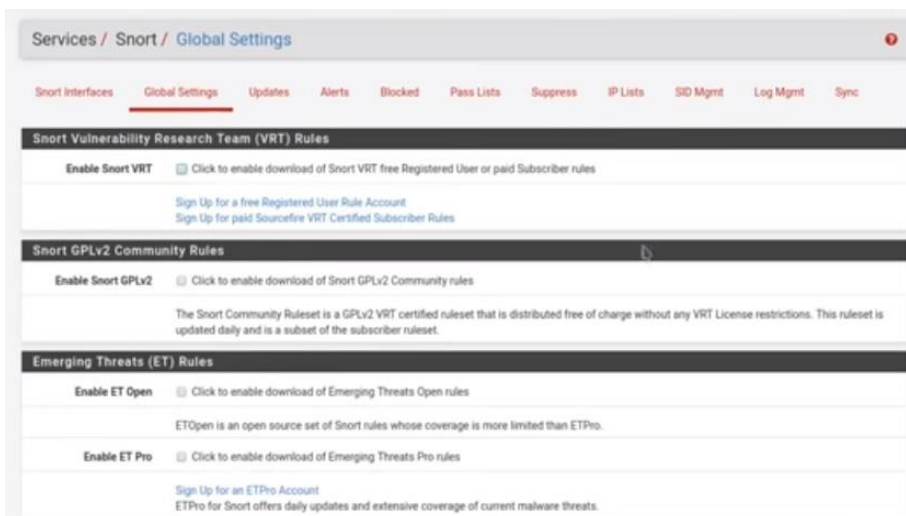 Services / Snort / Global Settings
Snort Interfaces Global Settings Updates Alerts Blocked Pass Lists Suppress IP Lists SID Mgmt Log Mgmt Sync
Snort Vulnerability Research Team (VRT) Rules
Enable Snort VRT Click to enable download of Snort VRT free Registered User or paid Subscriber rules
Sign Up for a free Registered User Rule Account
Sign Up for paid Sourcefire VRT Certified Subscriber Rules
Snort GPLv2 Community Rules
Enable Snort GPLv2 Click to enable download of Snort GPLv2 Community rules
The Snort Community Ruleset is a GPLv2 VRT certified ruleset that is distributed free of charge without any VRT License restrictions. This ruleset is
updated daily and is a subset of the subscriber ruleset.
Emerging Threats (ET) Rules
Enable ET Open Click to enable download of Emerging Threats Open rules
ETOpen is an open source set of Snort rules whose coverage is more limited than ETPro.
Enable ET Pro Click to enable download of Emerging Threats Pro rules
Sign Up for an ETPro Account
ETPro for Snort offers daily updates and extensive coverage of current malware threats.